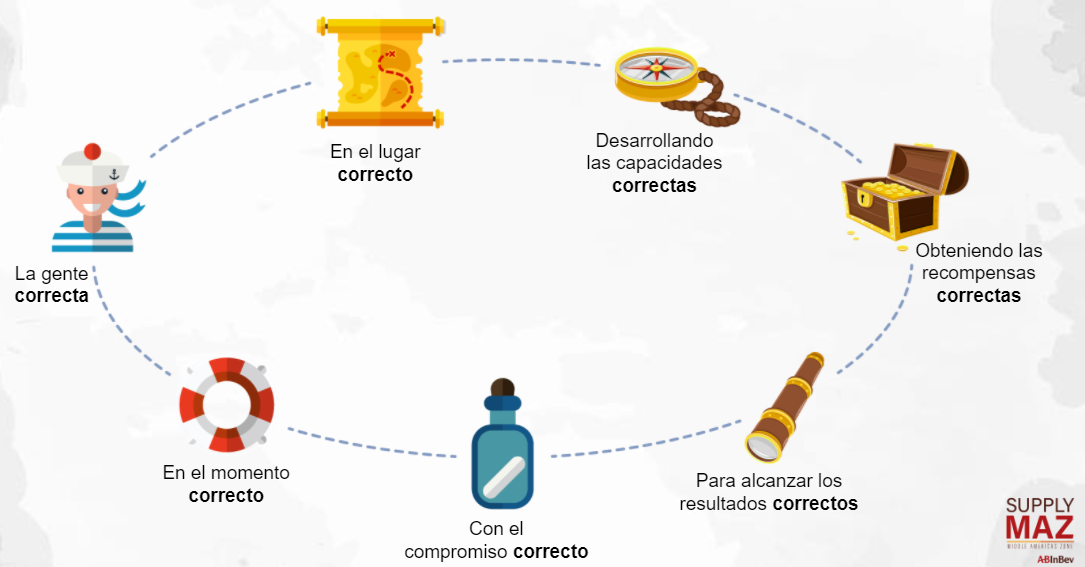 En el lugar
correcto
Desarrollando
las capacidades
correctas
La gente
correcta
Obteniendo las
recompensas
correctas
En el momento
correcto
Con el
compromiso correcto
Para alcanzar los
resultados correctos
SUPPLY
MAZ
MIDDLE AMERICAS ZONE
ABInBev